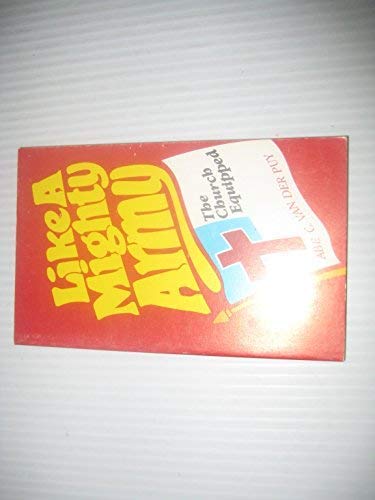 Like A
Mighty
Army
The
Church
Equipped
ABE C. VAN DER PUY